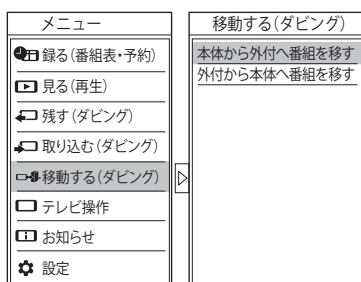 メニュー
録る(番組表・予約)
見る(再生)
残す(ダビング)
取り込む(ダビング)
移動する(ダビング)
テレビ操作
お知らせ
設定
移動する(ダビング)
本体から外付へ番組を移す
外付から本体へ番組を移す